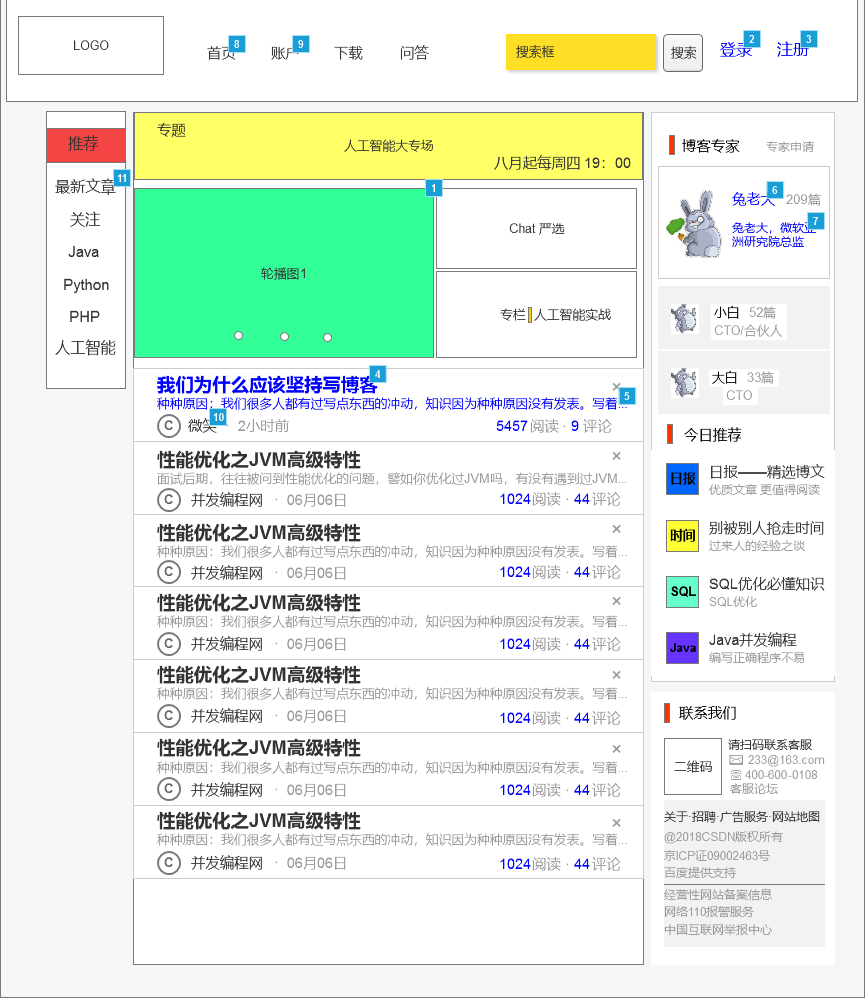 LOGO
首页 8
账户 9
下载
问答
搜索框
搜索
登录 2
注册 3
推荐
最新文章 11
关注
Java
Python
PHP
人工智能
专题
人工智能大专场
八月起每周四 19：00
1
轮播图1
Chat 严选
专栏 人工智能实战
我们为什么应该坚持写博客 4
×
种种原因：我们很多人都有过写点东西的冲动，知识因为种种原因没有发表。写着... 5
C 微笑 10 · 2小时前 5457阅读 · 9 评论
性能优化之JVM高级特性 ×
面试后期，往往被问到性能优化的问题，譬如你优化过JVM吗，有没有遇到过JVM...
C 并发编程网 · 06月06日 1024阅读 · 44评论
性能优化之JVM高级特性 ×
种种原因：我们很多人都有过写点东西的冲动，知识因为种种原因没有发表。写着...
C 并发编程网 · 06月06日 1024阅读 · 44评论
性能优化之JVM高级特性 ×
种种原因：我们很多人都有过写点东西的冲动，知识因为种种原因没有发表。写着...
C 并发编程网 · 06月06日 1024阅读 · 44评论
性能优化之JVM高级特性 ×
种种原因：我们很多人都有过写点东西的冲动，知识因为种种原因没有发表。写着...
C 并发编程网 · 06月06日 1024阅读 · 44评论
性能优化之JVM高级特性 ×
种种原因：我们很多人都有过写点东西的冲动，知识因为种种原因没有发表。写着...
C 并发编程网 · 06月06日 1024阅读 · 44评论
性能优化之JVM高级特性 ×
种种原因：我们很多人都有过写点东西的冲动，知识因为种种原因没有发表。写着...
C 并发编程网 · 06月06日 1024阅读 · 44评论
博客专家 专家申请
兔老大 6 209篇
兔老大，微软亚 7
洲研究院总监
小白 52篇
CTO/合伙人
大白 33篇
CTO
今日推荐
日报 日报——精选博文
优质文章 更值得阅读
时间 别被别人抢走时间
过来人的经验之谈
SQL SQL优化必懂知识
SQL优化
Java Java并发编程
编写正确程序不易
联系我们
二维码
请扫码联系客服
233@163.com
400-600-0108
客服论坛
关于·招聘·广告服务·网站地图
@2018CSDN版权所有
京ICP证09002463号
百度提供支持
经营性网站备案信息
网络110报警服务
中国互联网举报中心